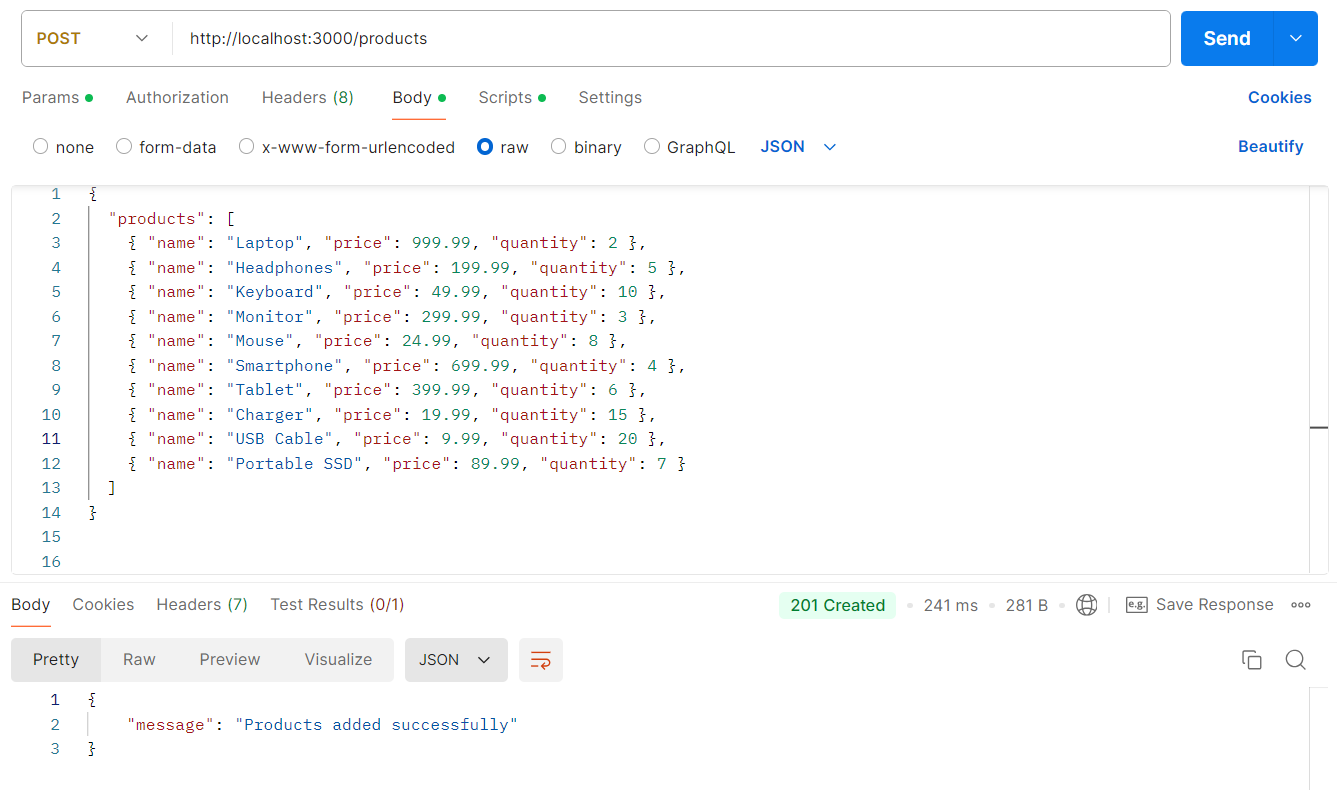 POST http://localhost:3000/products Send
Params Authorization Headers (8) Body Scripts Settings Cookies
none form-data x-www-form-urlencoded raw binary GraphQL JSON Beautify
1 {
2 "products": [
3 { "name": "Laptop", "price": 999.99, "quantity": 2 },
4 { "name": "Headphones", "price": 199.99, "quantity": 5 },
5 { "name": "Keyboard", "price": 49.99, "quantity": 10 },
6 { "name": "Monitor", "price": 299.99, "quantity": 3 },
7 { "name": "Mouse", "price": 24.99, "quantity": 8 },
8 { "name": "Smartphone", "price": 699.99, "quantity": 4 },
9 { "name": "Tablet", "price": 399.99, "quantity": 6 },
10 { "name": "Charger", "price": 19.99, "quantity": 15 },
11 { "name": "USB Cable", "price": 9.99, "quantity": 20 },
12 { "name": "Portable SSD", "price": 89.99, "quantity": 7 }
13 ]
14 }
15
16
Body Cookies Headers (7) Test Results (0/1) 201 Created 241 ms 281 B e.g. Save Response
Pretty Raw Preview Visualize JSON
1 {
2 "message": "Products added successfully"
3 }